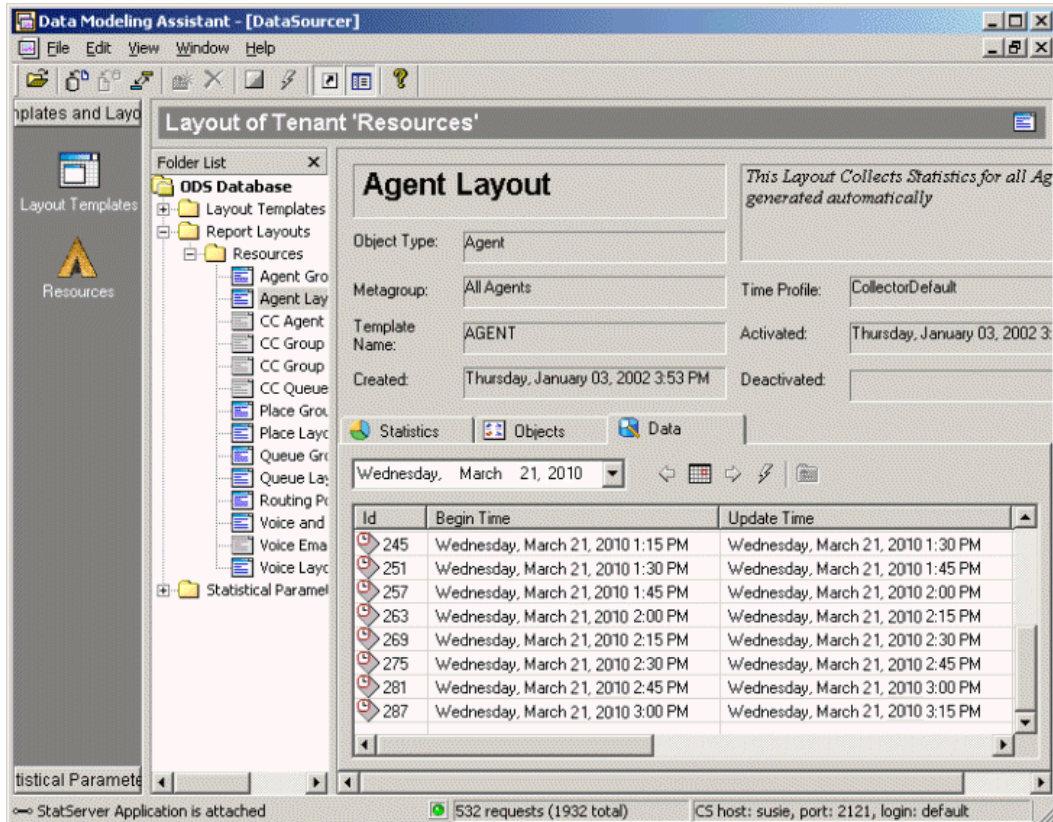 Data Modeling Assistant - [DataSourcer]
File Edit View Window Help
nplates and Layo
Layout Templates
Resources
tistical Paramete
Layout of Tenant 'Resources'
Folder List
ODS Database
Layout Templates
Report Layouts
Resources
Agent Gro
Agent Lay
CC Agent
CC Group
CC Group
CC Queue
Place Grou
Place Layc
Queue Grc
Queue Lay
Routing Po
Voice and
Voice Ema
Voice Layc
Statistical Paramet
Agent Layout
This Layout Collects Statistics for all Ag
generated automatically
Object Type: Agent
Metagroup: All Agents
Time Profile: CollectorDefault
Template Name: AGENT
Activated: Thursday, January 03, 2002 3:
Created: Thursday, January 03, 2002 3:53 PM
Deactivated:
Statistics Objects Data
Wednesday, March 21, 2010
Id Begin Time Update Time
245 Wednesday, March 21, 2010 1:15 PM Wednesday, March 21, 2010 1:30 PM
251 Wednesday, March 21, 2010 1:30 PM Wednesday, March 21, 2010 1:45 PM
257 Wednesday, March 21, 2010 1:45 PM Wednesday, March 21, 2010 2:00 PM
263 Wednesday, March 21, 2010 2:00 PM Wednesday, March 21, 2010 2:15 PM
269 Wednesday, March 21, 2010 2:15 PM Wednesday, March 21, 2010 2:30 PM
275 Wednesday, March 21, 2010 2:30 PM Wednesday, March 21, 2010 2:45 PM
281 Wednesday, March 21, 2010 2:45 PM Wednesday, March 21, 2010 3:00 PM
287 Wednesday, March 21, 2010 3:00 PM Wednesday, March 21, 2010 3:15 PM
StatServer Application is attached
532 requests (1932 total)
CS host: susie, port: 2121, login: default